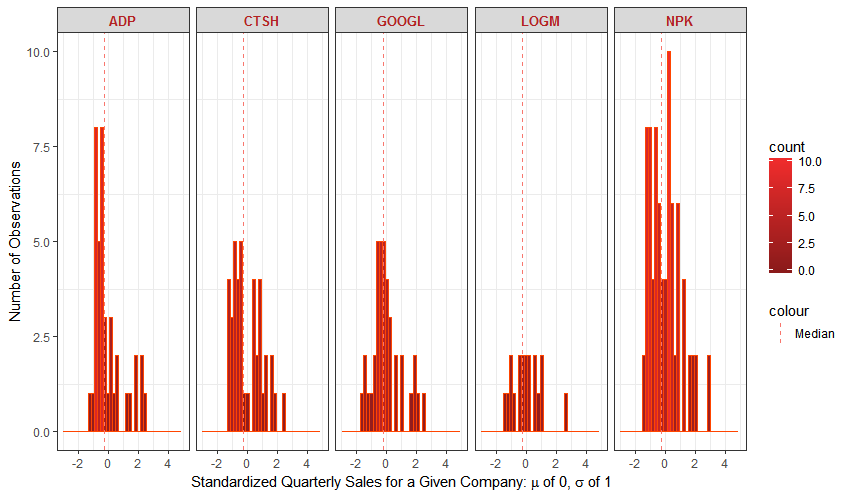 ADP CTSH GOOGL LOGM NPK
10.0
7.5
5.0
2.5
0.0
Number of Observations
-2 0 2 4 -2 0 2 4 -2 0 2 4 -2 0 2 4 -2 0 2 4
Standardized Quarterly Sales for a Given Company: μ of 0, σ of 1
count
10.0
7.5
5.0
2.5
0.0
colour
Median